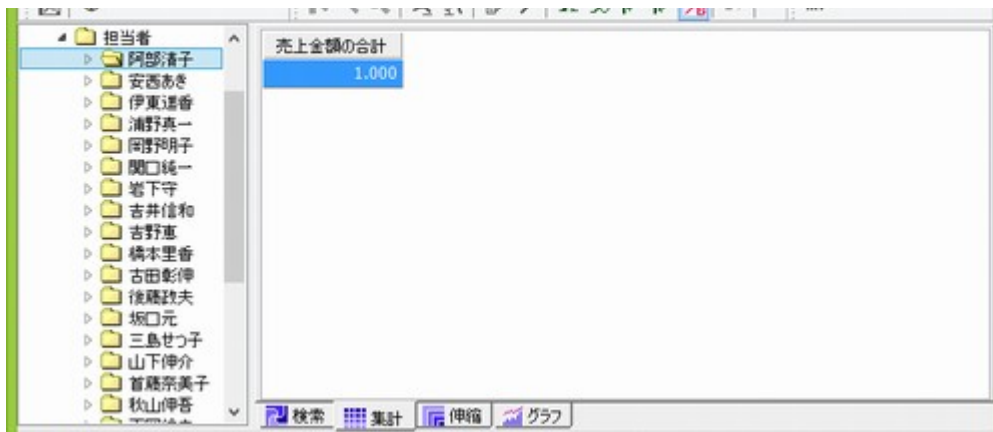 担当者
阿部清子
安西あき
伊東遥香
浦野真一
岡野明子
関口純一
岩下守
吉井信和
吉野恵
橋本里香
古田彰伸
後藤政夫
坂口元
三島せつ子
山下伸介
首藤奈美子
秋山伸吾
売上金額の合計
1.000
検索
集計
伸縮
グラフ